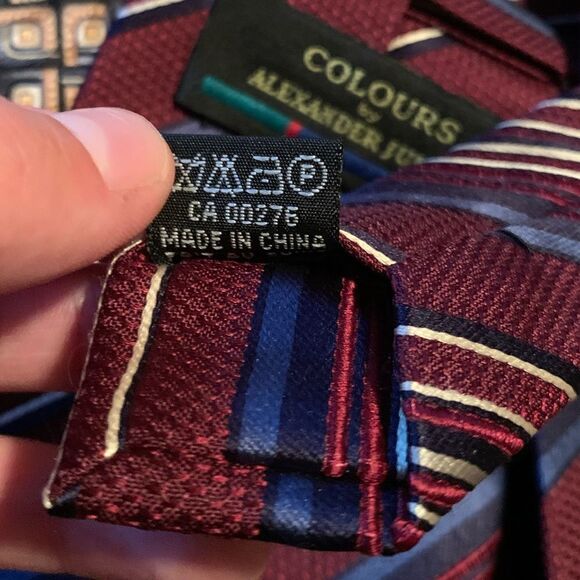 COLOURS
by
ALEXANDER
Ⓟ
CA 00276
MADE IN CHINA